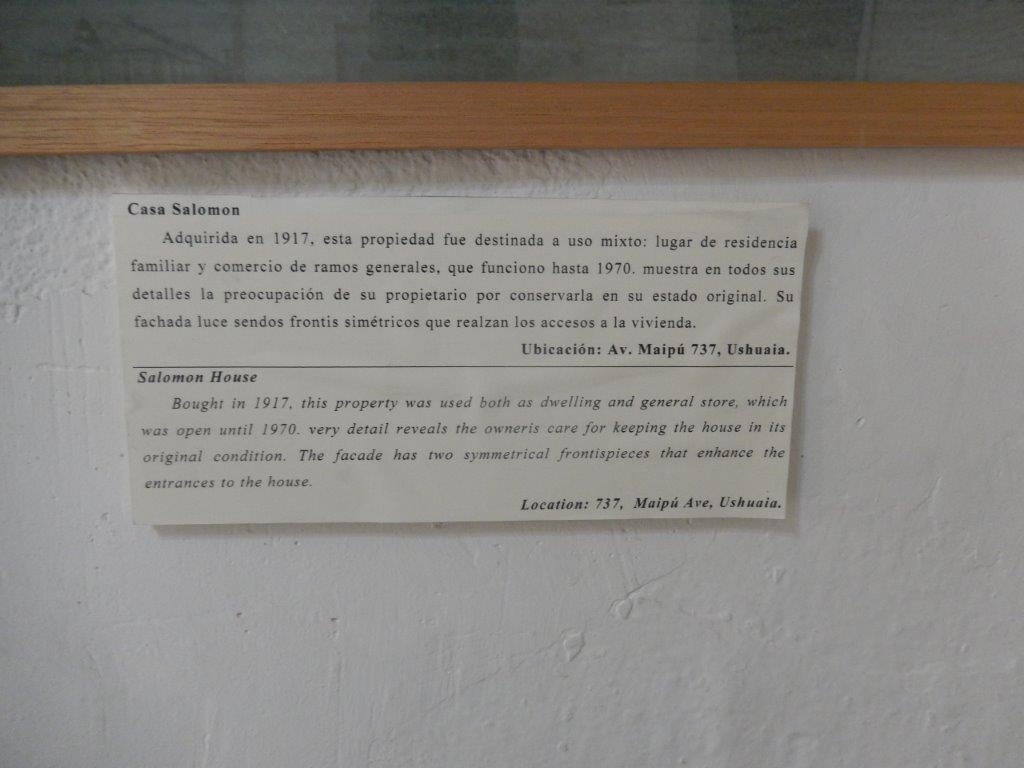 Casa Salomon
Adquirida en 1917, esta propiedad fue destinada a uso mixto: lugar de residencia
familiar y comercio de ramos generales, que funciono hasta 1970. muestra en todos sus
detalles la preocupación de su propietario por conservarla en su estado original. Su
fachada luce sendos frontis simétricos que realzan los accesos a la vivienda.
Ubicación: Av. Maipú 737, Ushuaia.
Salomon House
Bought in 1917, this property was used both as dwelling and general store, which
was open until 1970. very detail reveals the owneris care for keeping the house in its
original condition. The facade has two symmetrical frontispieces that enhance the
entrances to the house.
Location: 737, Maipú Ave, Ushuaia.